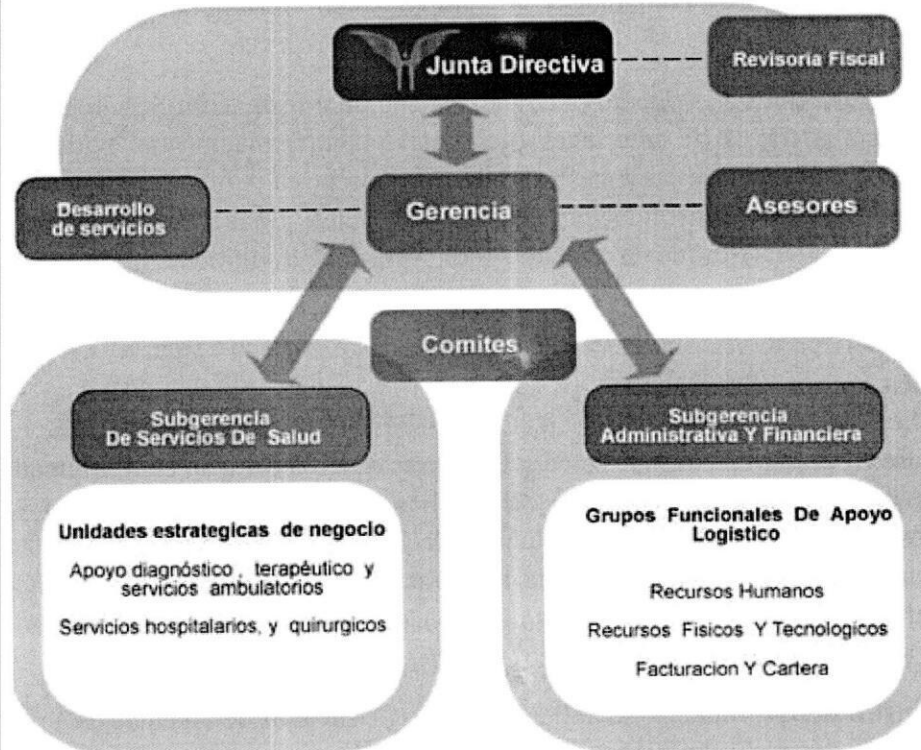 Junta Directiva
Revisoria Fiscal
Desarrollo
de servicios
Gerencia
Asesores
Comites
Subgerencia
De Servicios De Salud
Subgerencia
Administrativa Y Financiera
Unidades estrategicas de negocio
Apoyo diagnóstico , terapéutico y
servicios ambulatorios
Servicios hospitalarios, y quirurgicos
Grupos Funcionales De Apoyo
Logistico
Recursos Humanos
Recursos Fisicos Y Tecnologicos
Facturacion Y Cartera